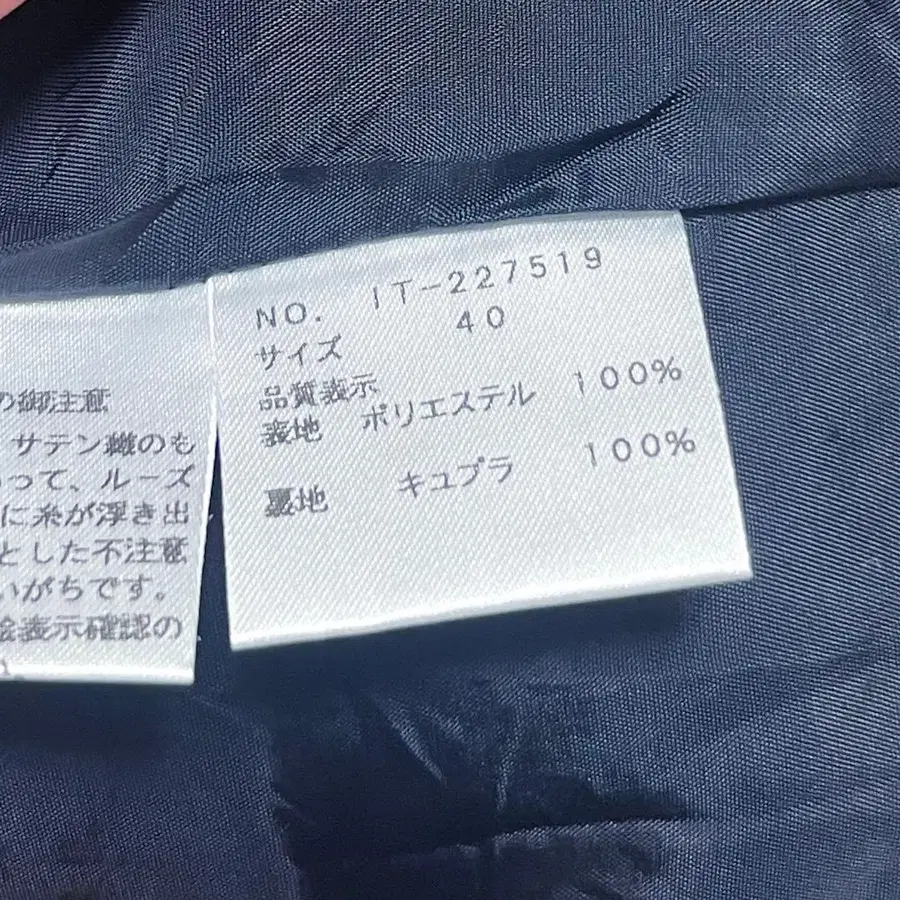 の御注意
サテン織のも
って、ルーズ
に糸が浮き出
とした不注意
いがちです。
絵表示確認の
NO. IT-227519
サイズ 40
品質表示
表地 ポリエステル 100%
裏地 キュプラ 100%